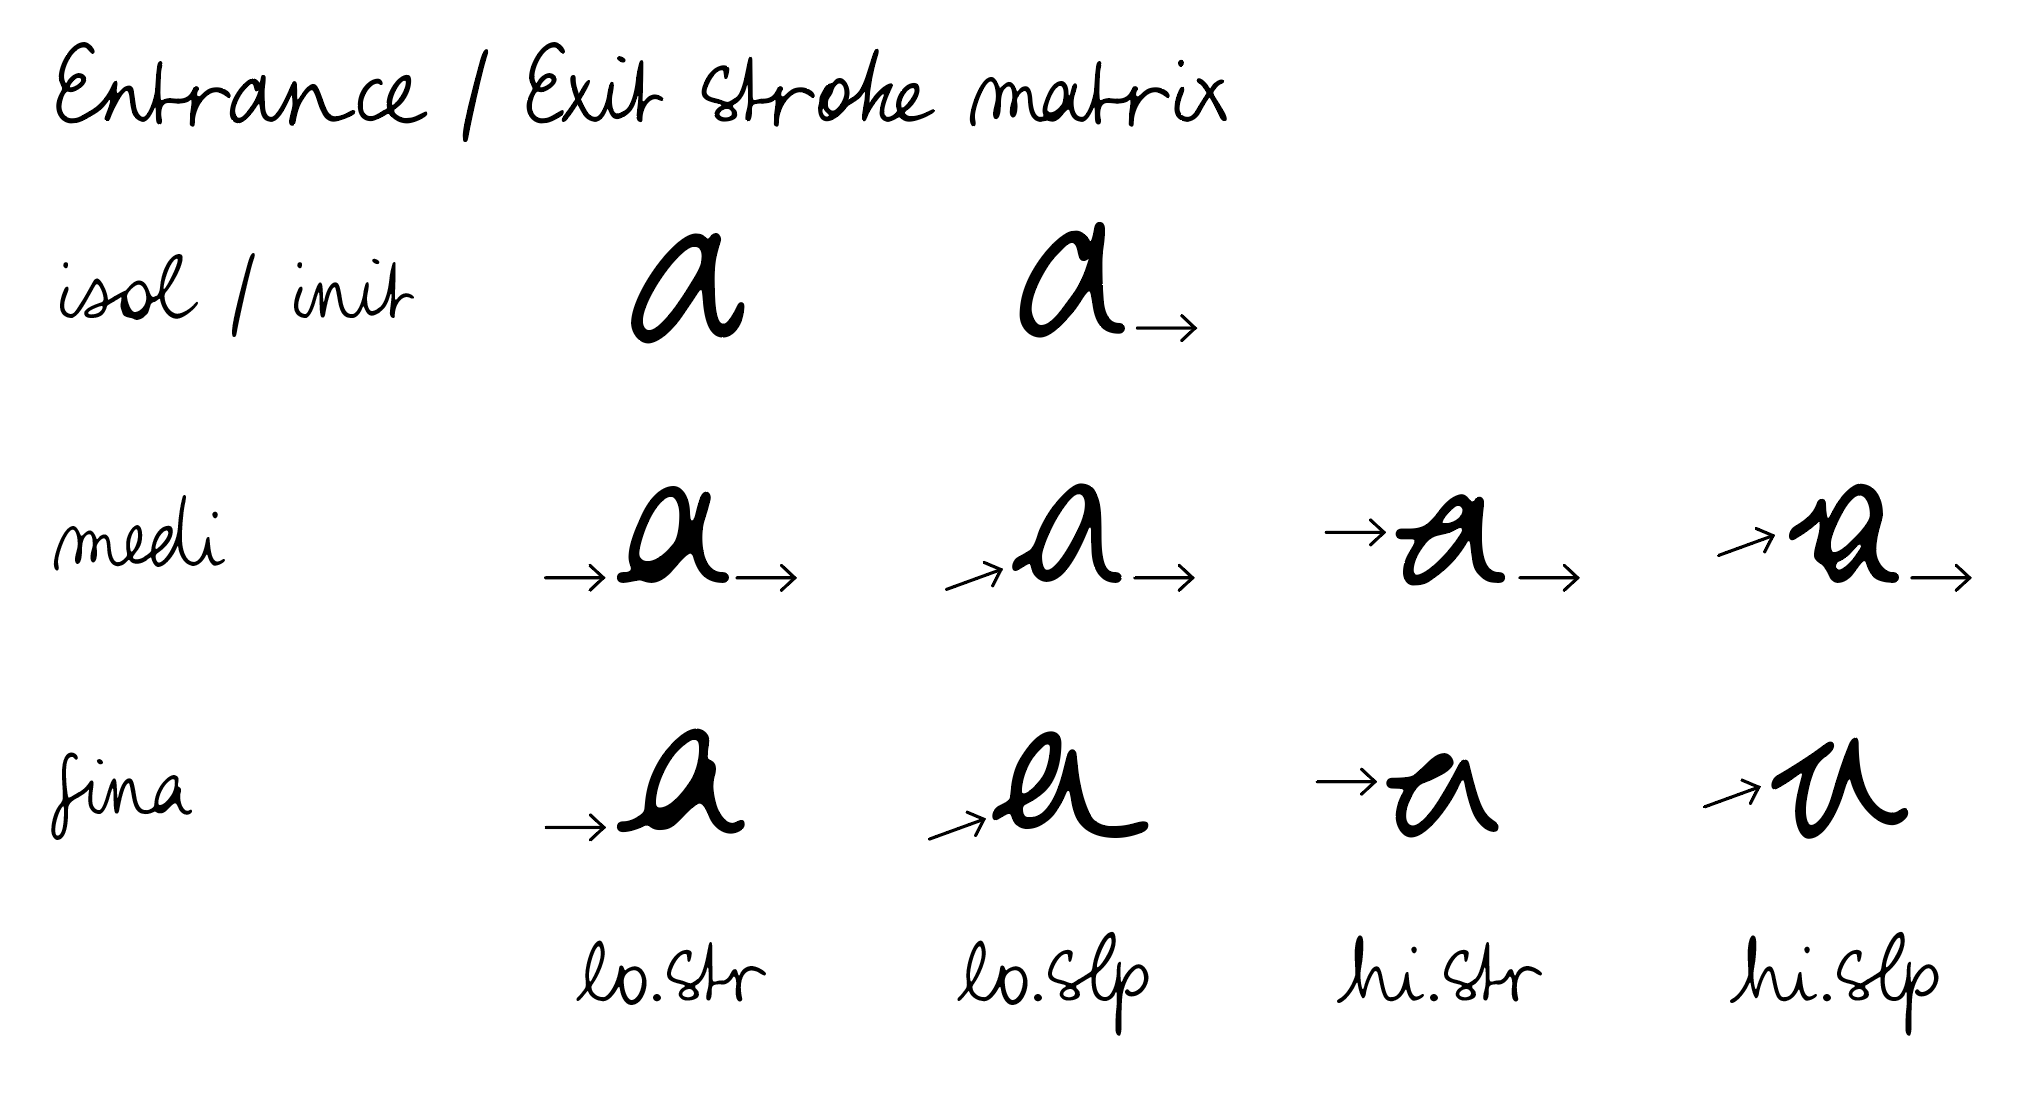 Entrance / Exit stroke matrix
isol / init a a→
medi →a→ →a→ →a→ →a→
fina →a →a →a →a
lo.str lo.slp hi.str hi.slp